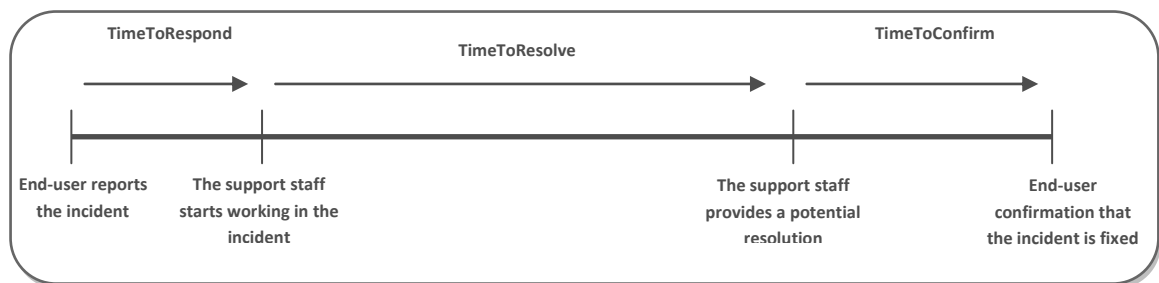 TimeToRespond
TimeToResolve
TimeToConfirm
End-user reports
the incident
The support staff
starts working in the
incident
The support staff
provides a potential
resolution
End-user
confirmation that
the incident is fixed